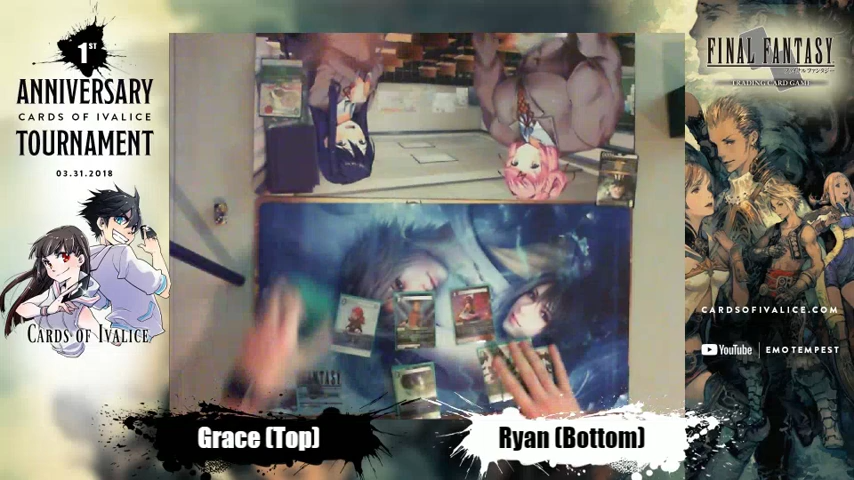 1ST
ANNIVERSARY
CARDS OF IVALICE
TOURNAMENT
03.31.2018
CARDS OF IVALICE
FINAL FANTASY
TRADING CARD GAME
CARDSOFIVALICE.COM
YouTube | EMOTEMPEST
Grace (Top)
Ryan (Bottom)